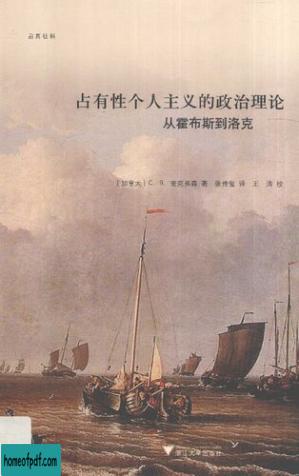 启真社科
占有性个人主义的政治理论
从霍布斯到洛克
[加拿大] C. B. 麦克弗森 著 张传玺 译 王涛 校
浙江大学出版社
homeofpdf.com